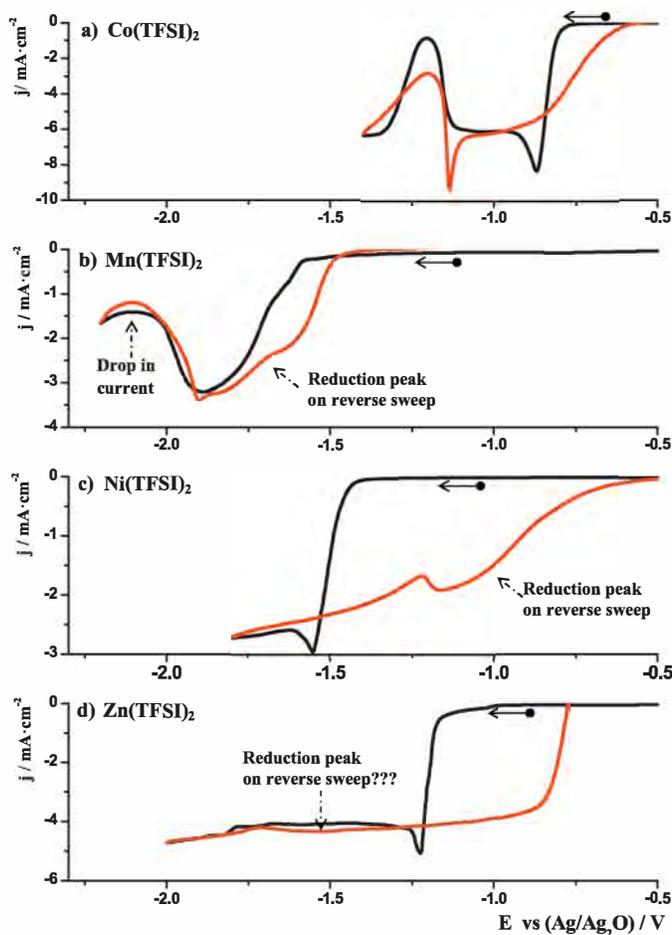 a) Co(TFSI)2
j/ mA·cm-2
0
-2
-4
-6
-8
-10
-2.0
-1.5
-1.0
-0.5
b) Mn(TFSI)2
j / mA·cm-2
0
-1
-2
-3
-4
Drop in
current
Reduction peak
on reverse sweep
-2.0
-1.5
-1.0
-0.5
c) Ni(TFSI)2
j / mA·cm-2
0
-1
-2
-3
Reduction peak
on reverse sweep
-2.0
-1.5
-1.0
-0.5
d) Zn(TFSI)2
j / mA·cm-2
0
-2
-4
-6
Reduction peak
on reverse sweep???
-2.0
-1.5
-1.0
-0.5
E vs (Ag/Ag2O) / V